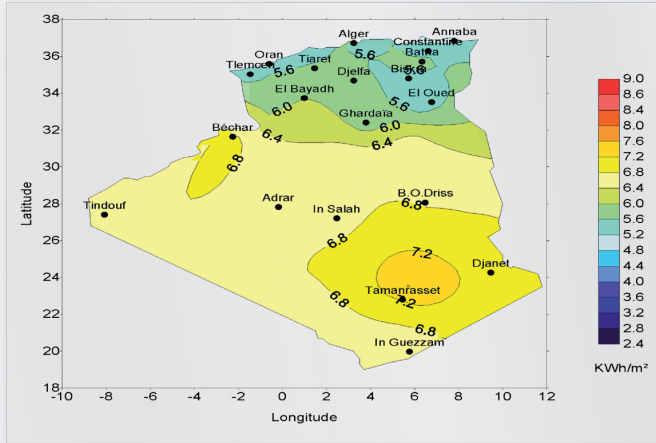 38
36
34
32
30
28
26
24
22
20
18
Latitude
Alger
Annaba
Constantine
Oran
Batna
Tlemcen
5.6
Tiaret
5.6
Djelfa
Biskra
5.6
El Bayadh
5.6
El Oued
6.0
Ghardaïa
6.0
Béchar
6.4
6.4
6.8
Tindouf
Adrar
In Salah
B.O.Driss
6.8
6.8
7.2
Djanet
Tamanrasset
6.8
7.2
6.8
In Guezzam
-10 -8 -6 -4 -2 0 2 4 6 8 10 12
Longitude
9.0
8.6
8.4
8.0
7.6
7.2
6.8
6.4
6.0
5.6
5.2
4.8
4.4
4.0
3.6
3.2
2.8
2.4
KWh/m²